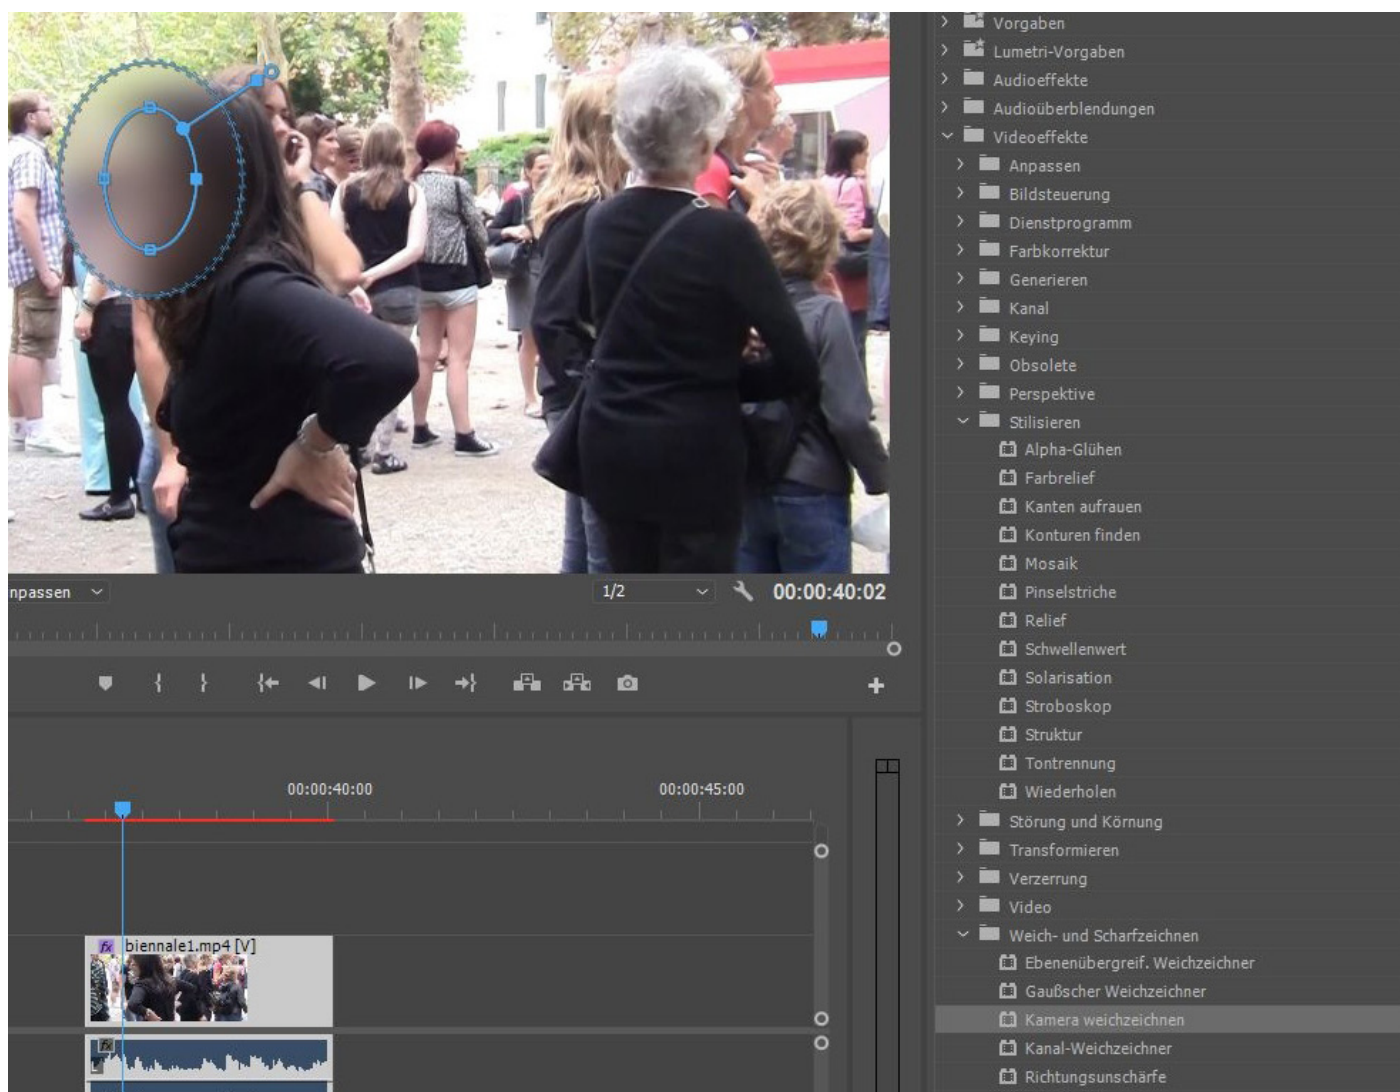 Vorgaben
Lumetri-Vorgaben
Audioeffekte
Audioüberblendungen
Videoeffekte
Anpassen
Bildsteuerung
Dienstprogramm
Farbkorrektur
Generieren
Kanal
Keying
Obsolete
Perspektive
Stilisieren
Alpha-Glühen
Farbrelief
Kanten aufrauen
Konturen finden
Mosaik
Pinselstriche
Relief
Schwellenwert
Solarisation
Stroboskop
Struktur
Tontrennung
Wiederholen
Störung und Körnung
Transformieren
Verzerrung
Video
Weich- und Scharfzeichnen
Ebenenübergreif. Weichzeichner
Gaußscher Weichzeichner
Kamera weichzeichnen
Kanal-Weichzeichner
Richtungsunschärfe
npassen 1/2 00:00:40:02
00:00:40:00 00:00:45:00
fx biennale1.mp4 [V]
fx